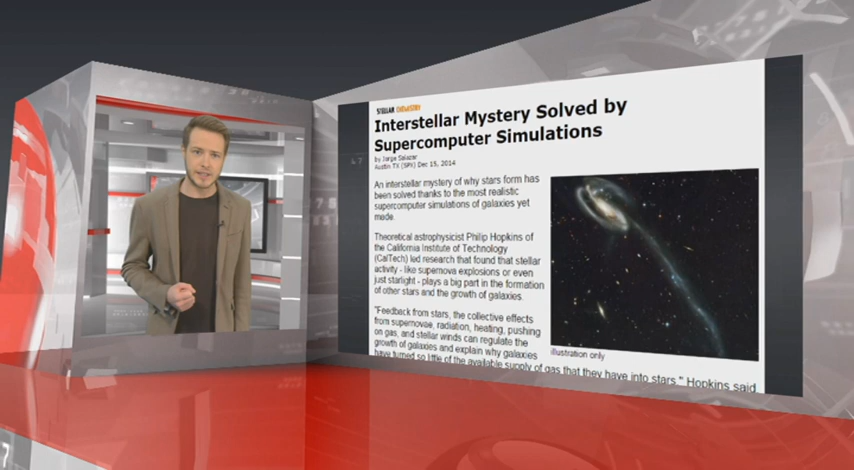 STELLAR CHEMISTRY
Interstellar Mystery Solved by
Supercomputer Simulations
by Jorge Salazar
Austin TX (SPX) Dec 15, 2014
An interstellar mystery of why stars form has
been solved thanks to the most realistic
supercomputer simulations of galaxies yet
made.
Theoretical astrophysicist Philip Hopkins of
the California Institute of Technology
(CalTech) led research that found that stellar
activity - like supernova explosions or even
just starlight - plays a big part in the formation
of other stars and the growth of galaxies.
"Feedback from stars, the collective effects
from supernovae, radiation, heating, pushing
on gas, and stellar winds can regulate the
growth of galaxies and explain why galaxies
have turned so little of the available supply of gas that they have into stars." Hopkins said
illustration only